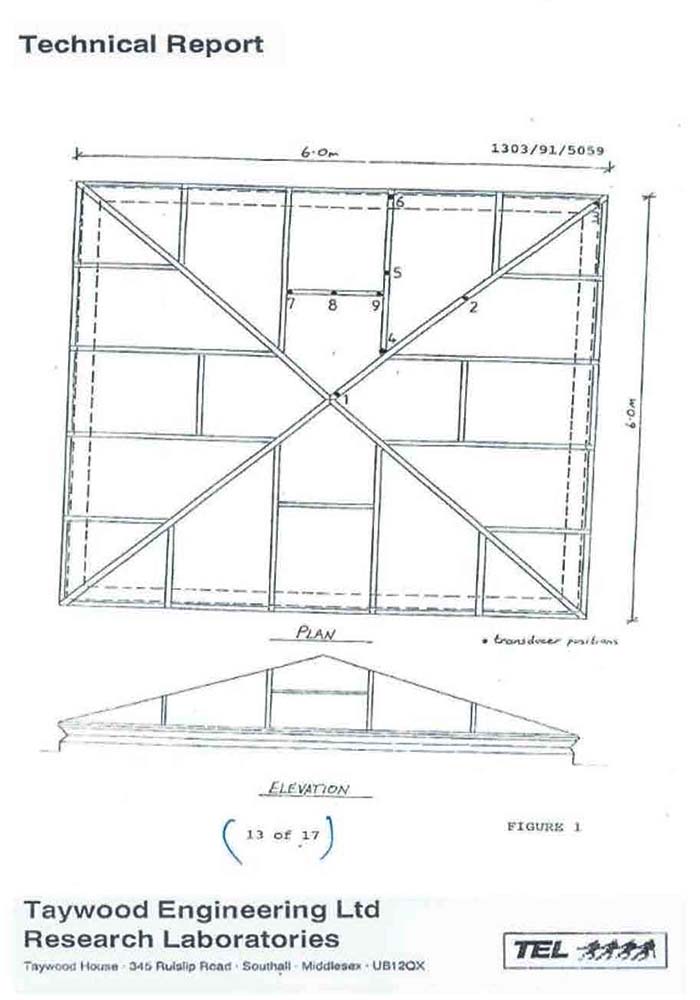 Technical Report
6.0m
1303/91/5059
6
3
5
7 8 9
2
4
1
6.0m
PLAN
• transducer positions
ELEVATION
(13 of 17)
FIGURE 1
Taywood Engineering Ltd
Research Laboratories
Taywood House · 345 Ruislip Road · Southall · Middlesex · UB12QX
TEL